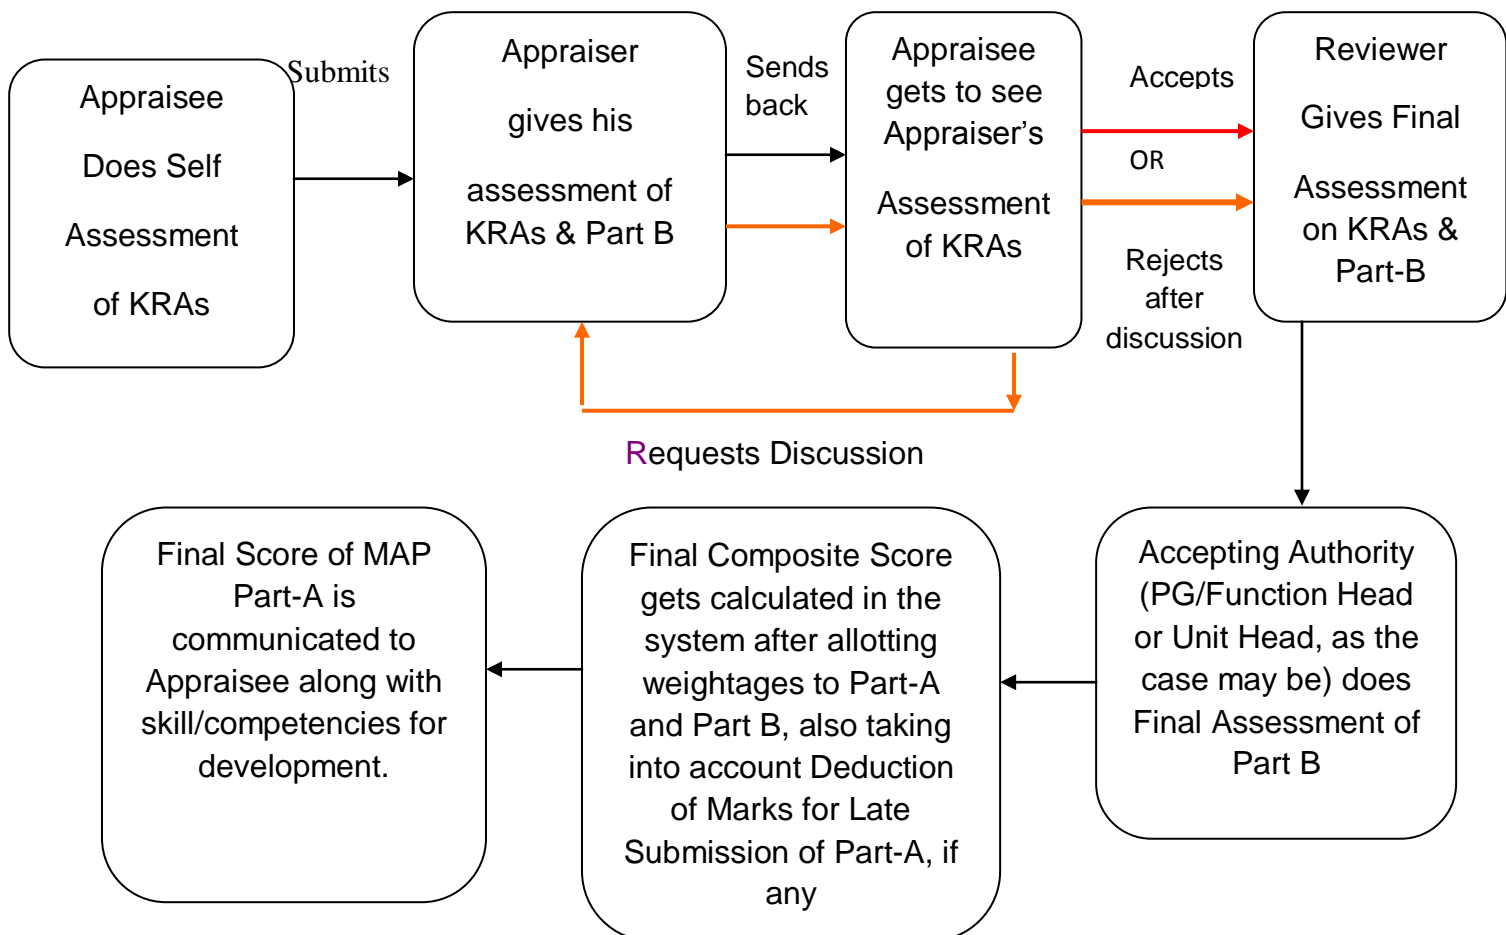 Appraisee
Does Self
Assessment
of KRAs
Submits
Appraiser
gives his
assessment of
KRAs & Part B
Sends
back
Appraisee
gets to see
Appraiser’s
Assessment
of KRAs
Accepts
OR
Rejects
after
discussion
Reviewer
Gives Final
Assessment
on KRAs &
Part-B
Requests Discussion
Accepting Authority
(PG/Function Head
or Unit Head, as the
case may be) does
Final Assessment of
Part B
Final Composite Score
gets calculated in the
system after allotting
weightages to Part-A
and Part B, also taking
into account Deduction
of Marks for Late
Submission of Part-A, if
any
Final Score of MAP
Part-A is
communicated to
Appraisee along with
skill/competencies for
development.